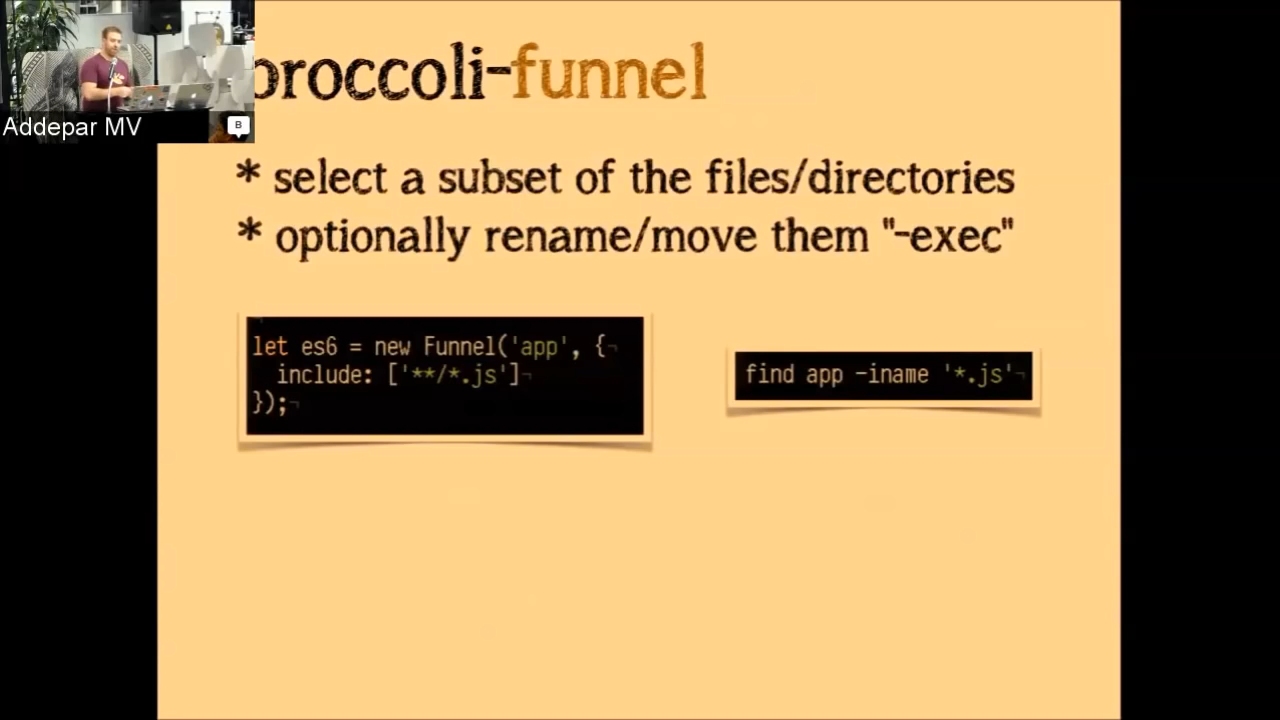 broccoli-funnel
Addepar MV
B
* select a subset of the files/directories
* optionally rename/move them "-exec"
let es6 = new Funnel('app', {¬
include: ['**/*.js']¬
});¬
find app -iname '*.js'¬